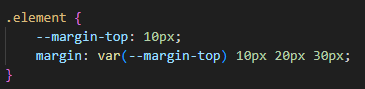 .element {
    --margin-top: 10px;
    margin: var(--margin-top) 10px 20px 30px;
}